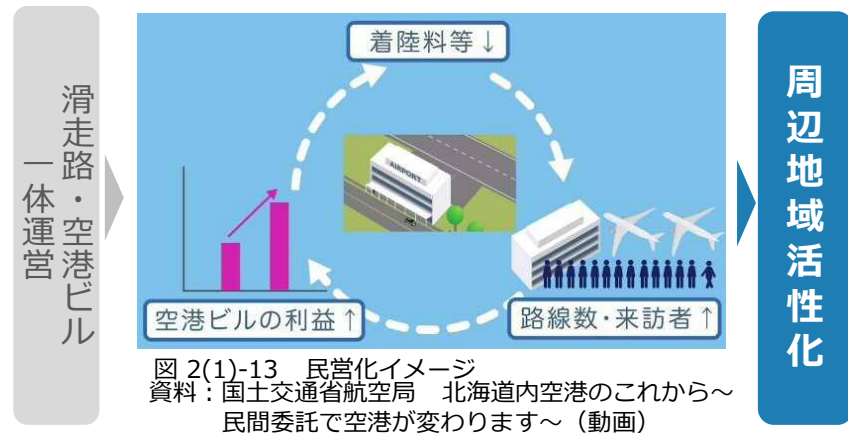 滑走路・空港ビル
一体運営
着陸料等↓
AIRPORT
空港ビルの利益↑
路線数・来訪者↑
周辺地域活性化
図 2(1)-13　民営化イメージ
資料：国土交通省航空局　北海道内空港のこれから～
民間委託で空港が変わります～（動画）